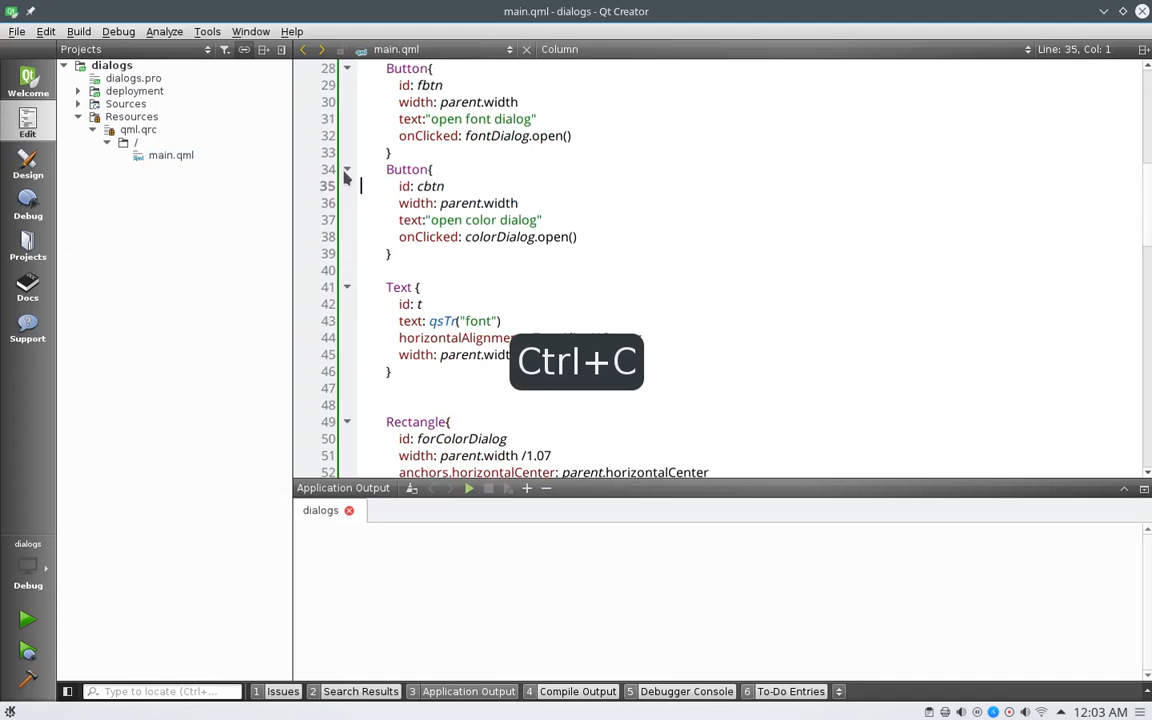 main.qml - dialogs - Qt Creator
File Edit Build Debug Analyze Tools Window Help
Projects main.qml Column Line: 35, Col: 1
Welcome
Edit
Design
Debug
Projects
Docs
Support
dialogs
Debug
dialogs
dialogs.pro
deployment
Sources
Resources
qml.qrc
/
main.qml
28 Button{
29 id: fbtn
30 width: parent.width
31 text:"open font dialog"
32 onClicked: fontDialog.open()
33 }
34 Button{
35 id: cbtn
36 width: parent.width
37 text:"open color dialog"
38 onClicked: colorDialog.open()
39 }
40
41 Text {
42 id: t
43 text: qsTr("font")
44 horizontalAlignme
45 width: parent.widt
46 }
47
48
49 Rectangle{
50 id: forColorDialog
51 width: parent.width /1.07
52 anchors.horizontalCenter: parent.horizontalCenter
Ctrl+C
Application Output
dialogs
Type to locate (Ctrl+... 1 Issues 2 Search Results 3 Application Output 4 Compile Output 5 Debugger Console 6 To-Do Entries
12:03 AM